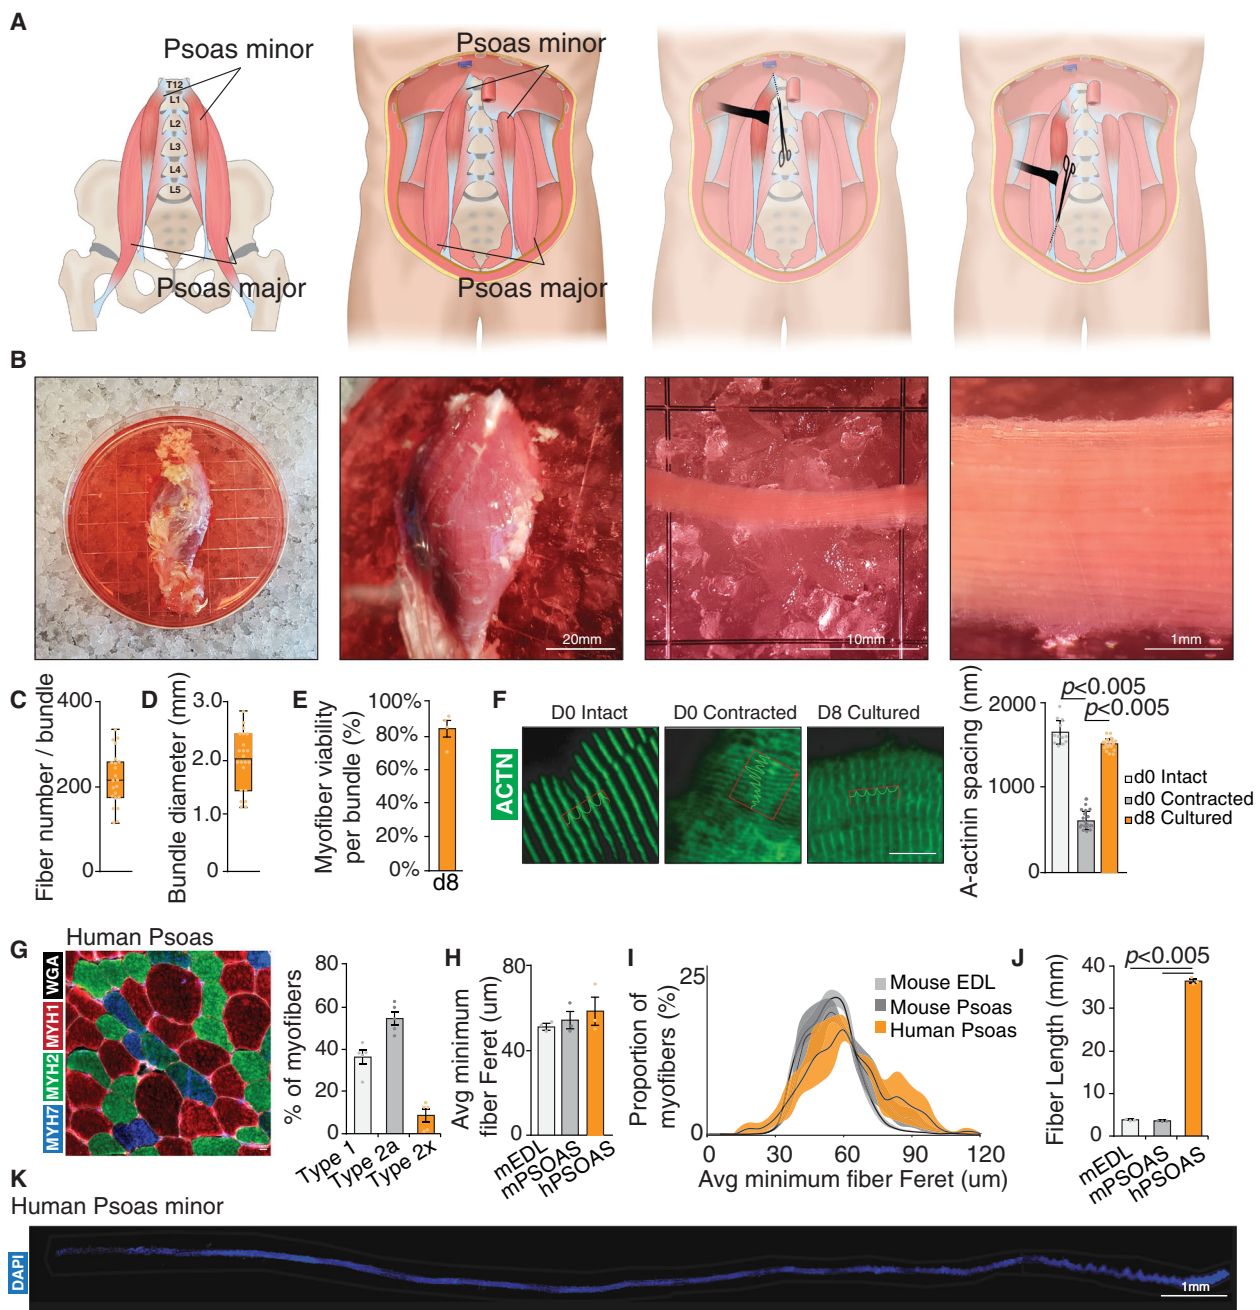 A
Psoas minor
Psoas minor
T12
L1
L2
L3
L4
L5
Psoas major
Psoas major
B
20mm
10mm
1mm
C
Fiber number / bundle
400
200
0
D
Bundle diameter (mm)
3.0
2.0
1.0
0
E
Myofiber viability
per bundle (%)
100%
80%
60%
40%
20%
0%
d8
F
ACTN
D0 Intact
D0 Contracted
D8 Cultured
A-actinin spacing (nm)
2000
1000
0
p<0.005
p<0.005
d0 Intact
d0 Contracted
d8 Cultured
G
Human Psoas
MYH7 MYH2 MYH1 WGA
% of myofibers
80
60
40
20
0
Type 1
Type 2a
Type 2x
H
Avg minimum
fiber Feret (um)
80
40
0
mEDL
mPSOAS
hPSOAS
I
Proportion of
myofibers (%)
25
0
Mouse EDL
Mouse Psoas
Human Psoas
0 30 60 90 120
Avg minimum fiber Feret (um)
J
Fiber Length (mm)
40
30
20
10
0
p<0.005
mEDL
mPSOAS
hPSOAS
K
Human Psoas minor
DAPI
1mm